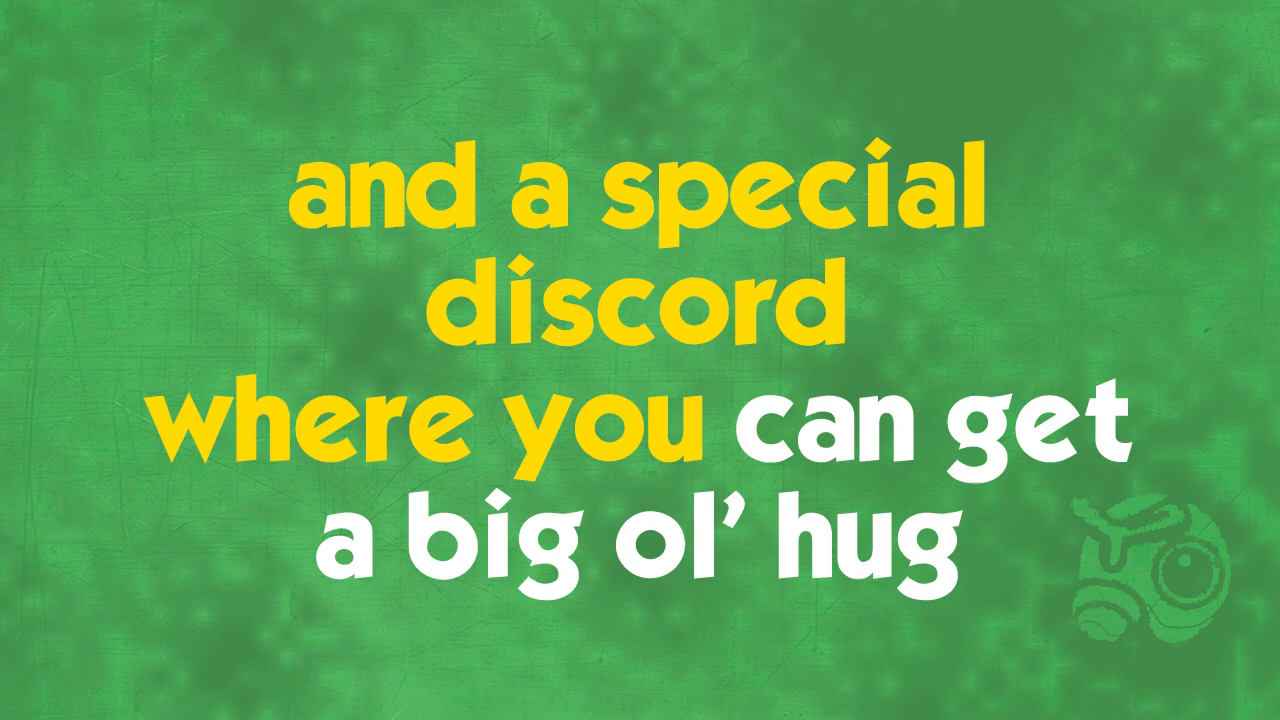 and a special
discord
where you can get
a big ol’ hug